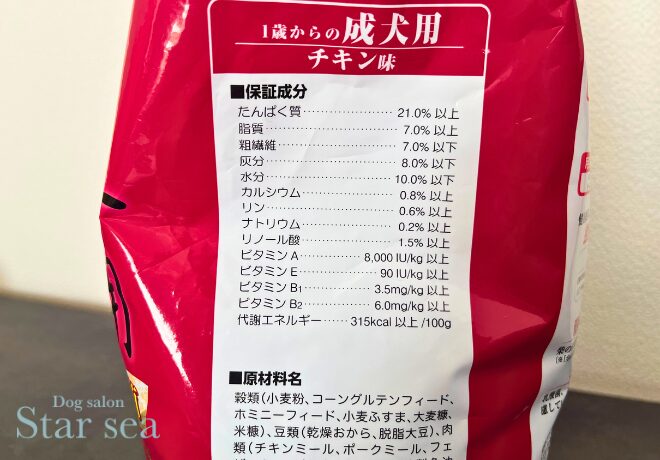 1歳からの成犬用
チキン味
■保証成分
たんぱく質 21.0% 以上
脂質 7.0% 以上
粗繊維 7.0% 以下
灰分 8.0% 以下
水分 10.0% 以下
カルシウム 0.8% 以上
リン 0.6% 以上
ナトリウム 0.2% 以上
リノール酸 1.5% 以上
ビタミンA 8,000 IU/kg 以上
ビタミンE 90 IU/kg 以上
ビタミンB1 3.5mg/kg 以上
ビタミンB2 6.0mg/kg 以上
代謝エネルギー 315kcal 以上 /100g
■原材料名
穀類(小麦粉、コーングルテンフィード、
ホミニーフィード、小麦ふすま、大麦糠、
米糠)、豆類(乾燥おから、脱脂大豆)、肉
類(チキンミール、ポークミール、フェ
Dog salon
Star sea